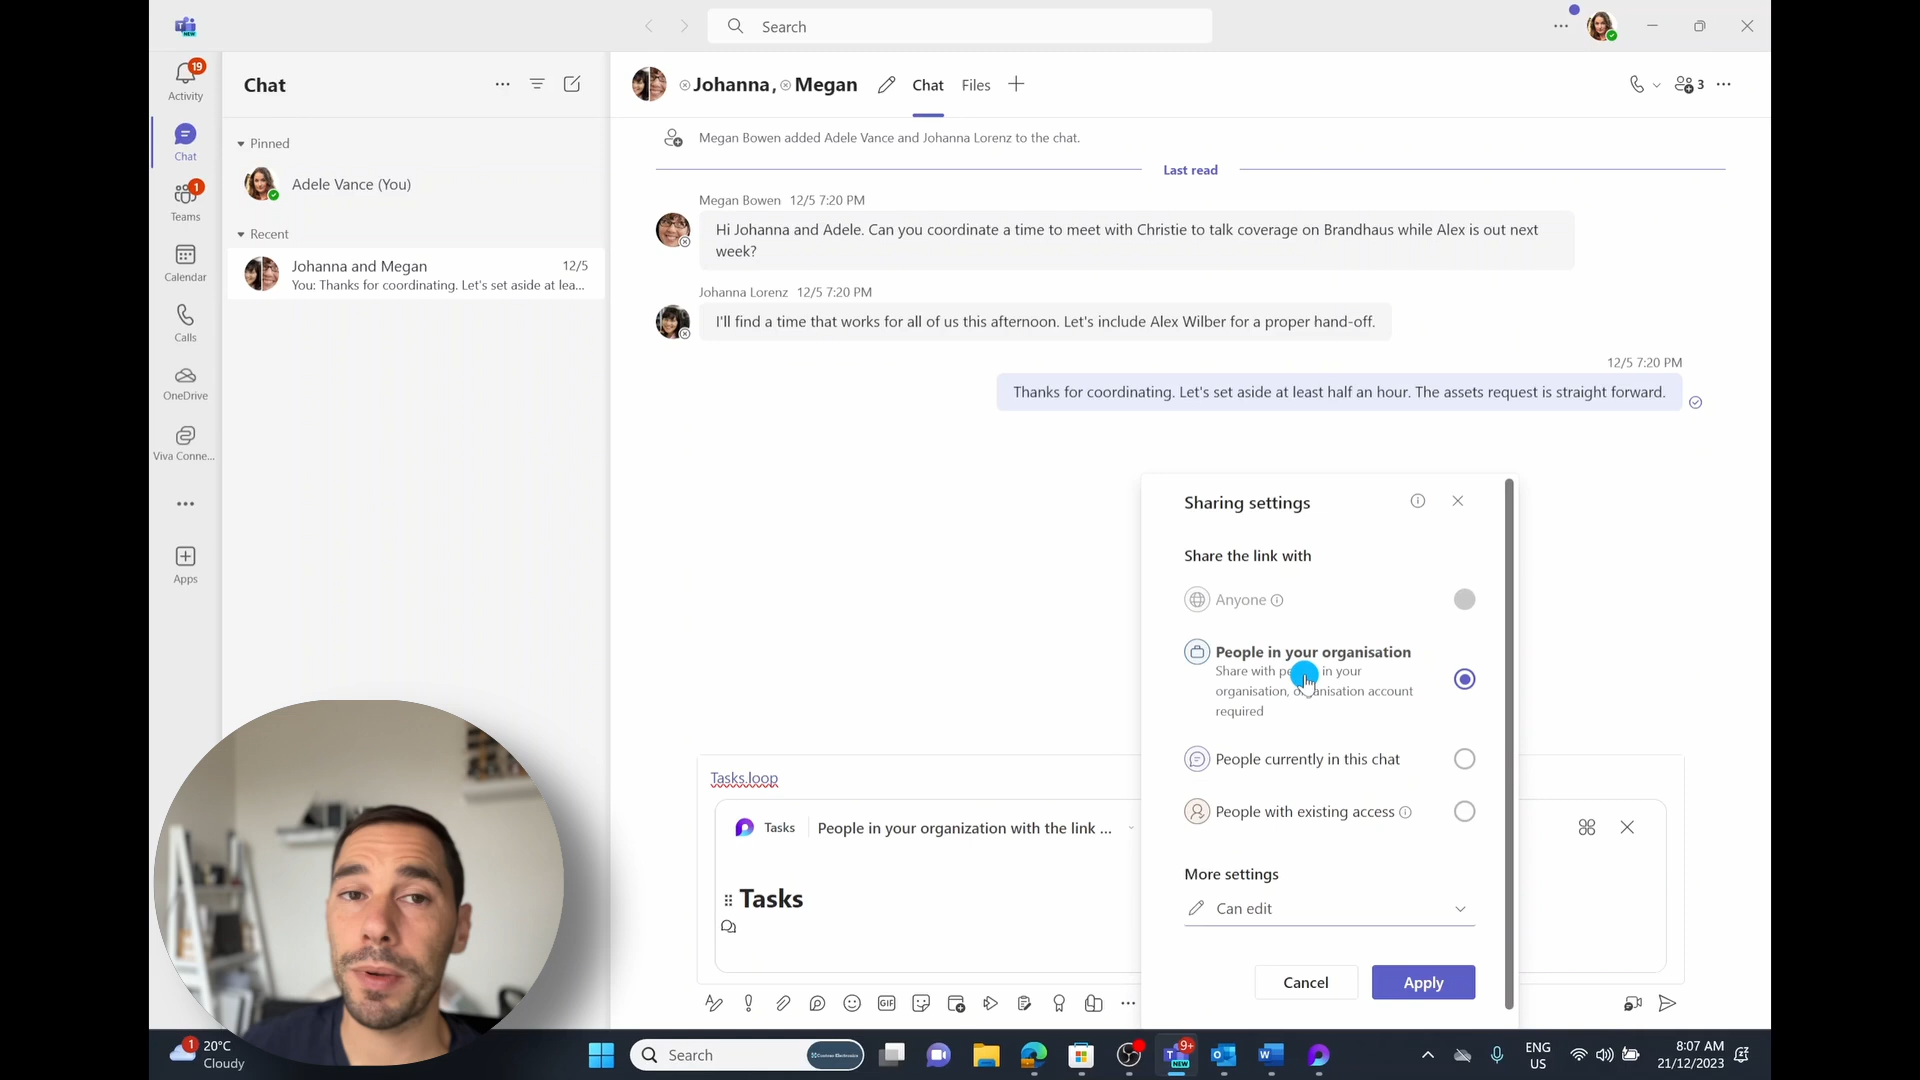 Search
19
Activity
Chat
1
Teams
Calendar
Calls
OneDrive
Viva Conne...
Apps
Chat
Pinned
Adele Vance (You)
Recent
Johanna and Megan
12/5
You: Thanks for coordinating. Let's set aside at lea...
Johanna, Megan
Chat
Files
3
Megan Bowen added Adele Vance and Johanna Lorenz to the chat.
Last read
Megan Bowen 12/5 7:20 PM
Hi Johanna and Adele. Can you coordinate a time to meet with Christie to talk coverage on Brandhaus while Alex is out next
week?
Johanna Lorenz 12/5 7:20 PM
I'll find a time that works for all of us this afternoon. Let's include Alex Wilber for a proper hand-off.
12/5 7:20 PM
Thanks for coordinating. Let's set aside at least half an hour. The assets request is straight forward.
Tasks.loop
Tasks
People in your organization with the link ...
Tasks
GIF
Sharing settings
Share the link with
Anyone
People in your organisation
Share with in your
organisation, organisation account
required
People currently in this chat
People with existing access
More settings
Can edit
Cancel
Apply
1
20°C
Cloudy
Search
NEW
9+
ENG
US
8:07 AM
21/12/2023